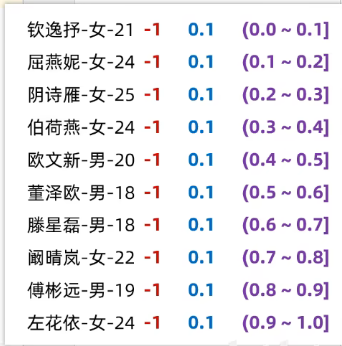 钦逸抒-女-21 -1 0.1 (0.0 ~ 0.1]
屈燕妮-女-24 -1 0.1 (0.1 ~ 0.2]
阴诗雁-女-25 -1 0.1 (0.2 ~ 0.3]
伯荷燕-女-24 -1 0.1 (0.3 ~ 0.4]
欧文新-男-20 -1 0.1 (0.4 ~ 0.5]
董泽欧-男-18 -1 0.1 (0.5 ~ 0.6]
滕星磊-男-18 -1 0.1 (0.6 ~ 0.7]
阚晴岚-女-22 -1 0.1 (0.7 ~ 0.8]
傅彬远-男-19 -1 0.1 (0.8 ~ 0.9]
左花依-女-24 -1 0.1 (0.9 ~ 1.0]